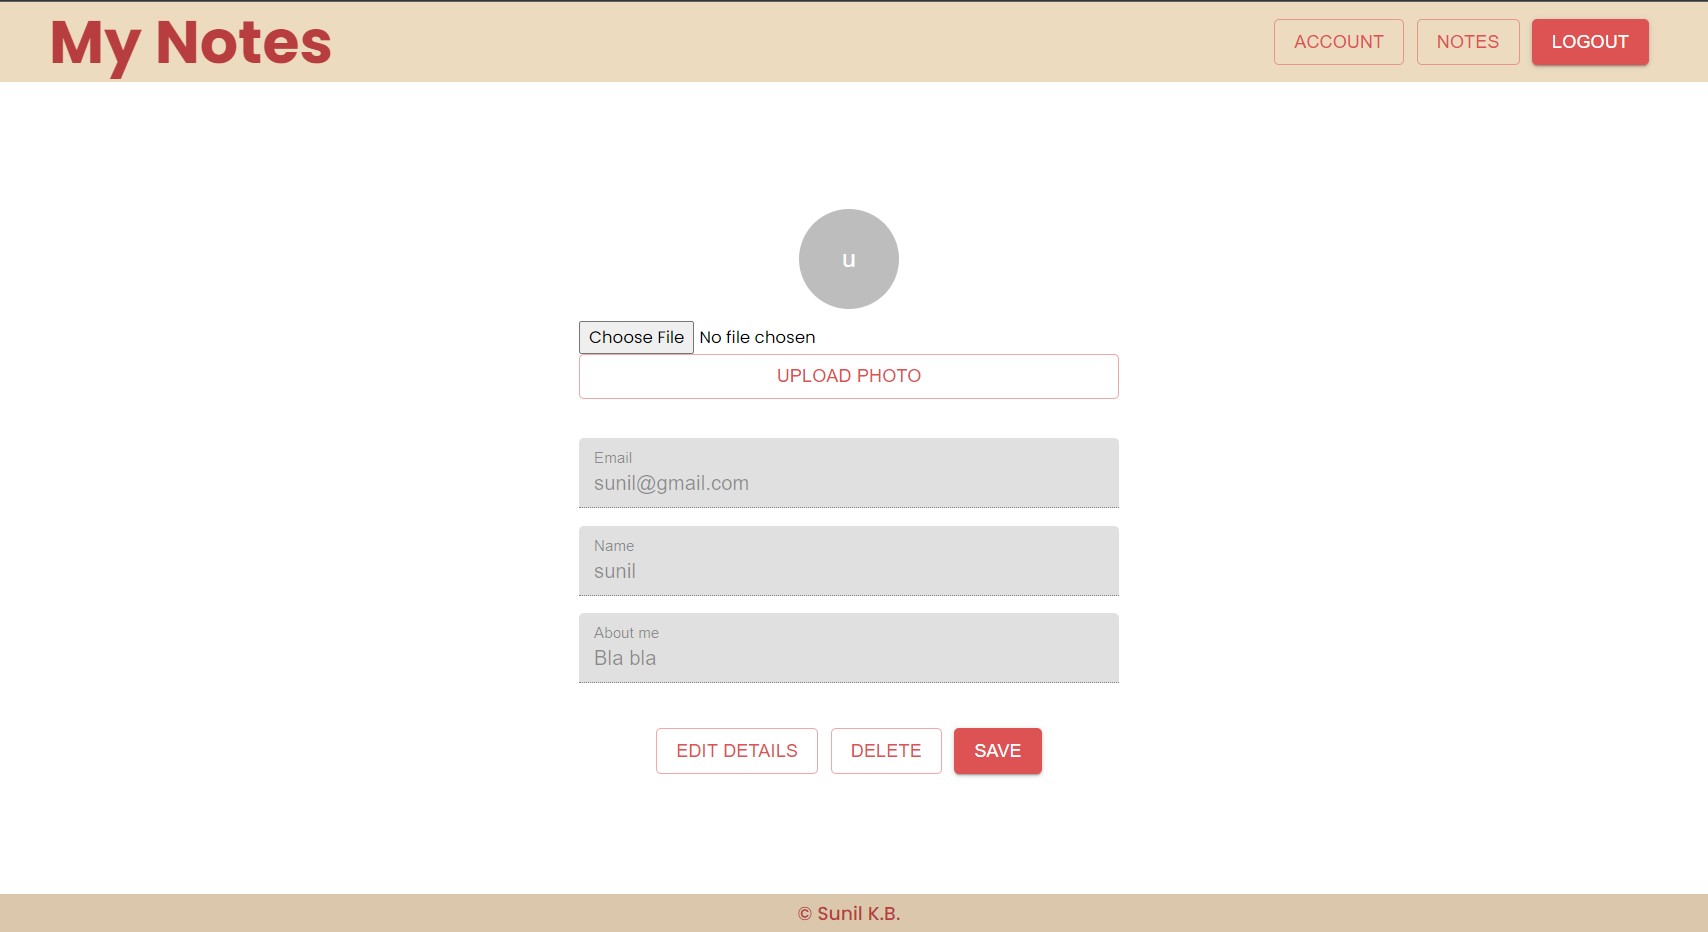 My Notes
ACCOUNT NOTES LOGOUT
u
Choose File No file chosen
UPLOAD PHOTO
Email
sunil@gmail.com
Name
sunil
About me
Bla bla
EDIT DETAILS DELETE SAVE
© Sunil K.B.